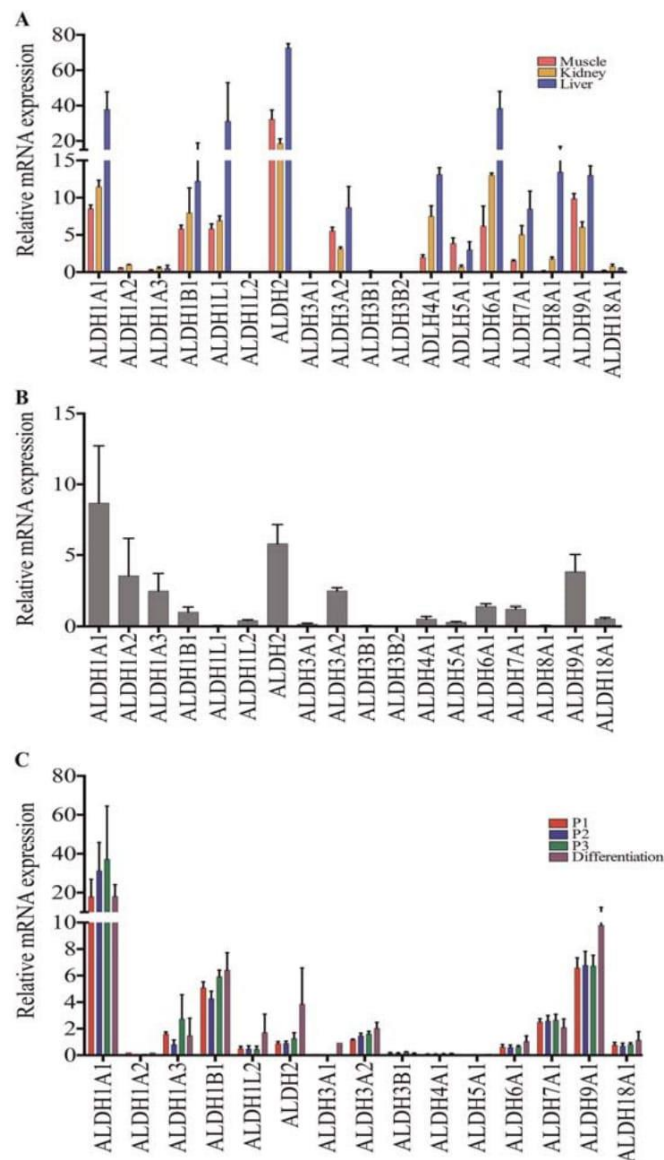 A
Relative mRNA expression
80
60
40
20
15
10
5
0
Muscle
Kidney
Liver
ALDH1A1
ALDH1A2
ALDH1A3
ALDH1B1
ALDH1L1
ALDH1L2
ALDH2
ALDH3A1
ALDH3A2
ALDH3B1
ALDH3B2
ADLH4A1
ADLH5A1
ALDH6A1
ALDH7A1
ALDH8A1
ALDH9A1
ALDH18A1
B
Relative mRNA expression
15
10
5
0
ALDH1A1
ALDH1A2
ALDH1A3
ALDH1B1
ALDH1L1
ALDH1L2
ALDH2
ALDH3A1
ALDH3A2
ALDH3B1
ALDH3B2
ALDH4A1
ALDH5A1
ALDH6A1
ALDH7A1
ALDH8A1
ALDH9A1
ALDH18A1
C
Relative mRNA expression
80
60
40
20
10
8
6
4
2
0
P1
P2
P3
Differentiation
ALDH1A1
ALDH1A2
ALDH1A3
ALDH1B1
ALDH1L2
ALDH2
ALDH3A1
ALDH3A2
ALDH3B1
ALDH4A1
ALDH5A1
ALDH6A1
ALDH7A1
ALDH9A1
ALDH18A1